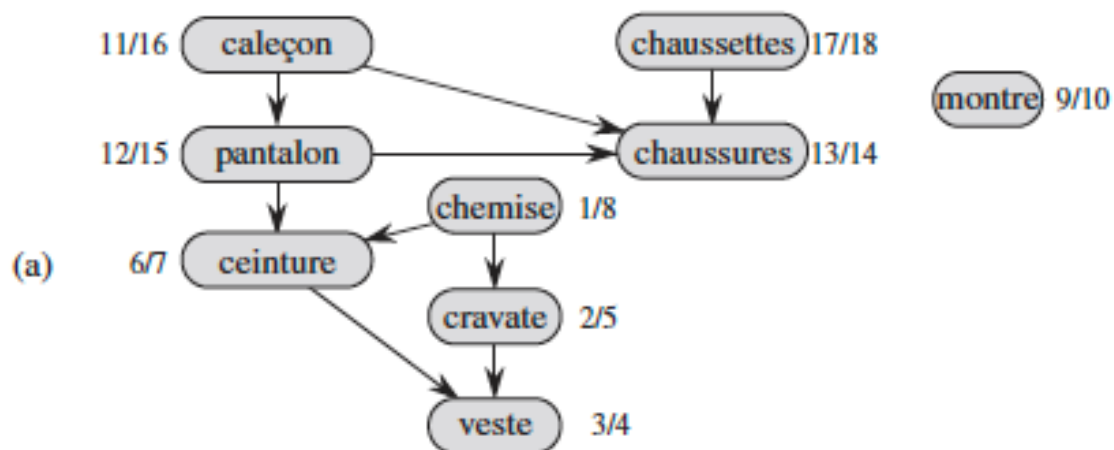 11/16 caleçon chaussettes 17/18
montre 9/10
12/15 pantalon chaussures 13/14
chemise 1/8
(a) 6/7 ceinture
cravate 2/5
veste 3/4